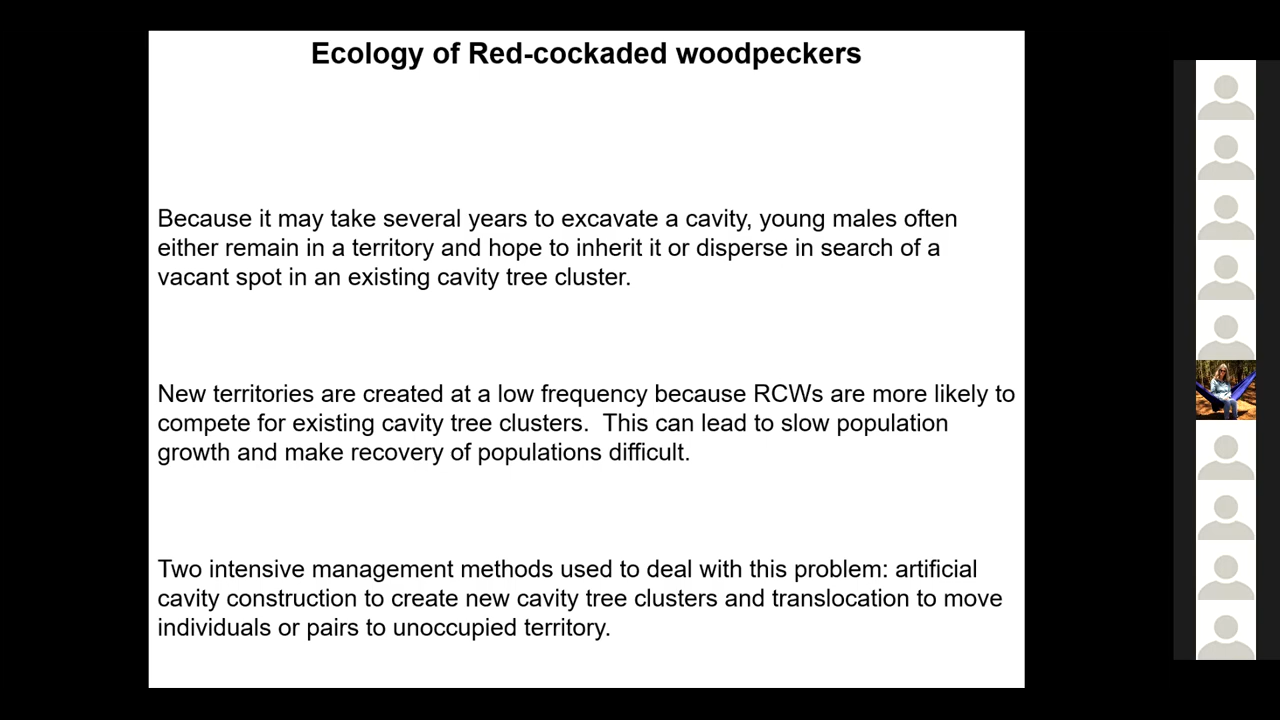 Ecology of Red-cockaded woodpeckers
Because it may take several years to excavate a cavity, young males often
either remain in a territory and hope to inherit it or disperse in search of a
vacant spot in an existing cavity tree cluster.
New territories are created at a low frequency because RCWs are more likely to
compete for existing cavity tree clusters.  This can lead to slow population
growth and make recovery of populations difficult.
Two intensive management methods used to deal with this problem: artificial
cavity construction to create new cavity tree clusters and translocation to move
individuals or pairs to unoccupied territory.